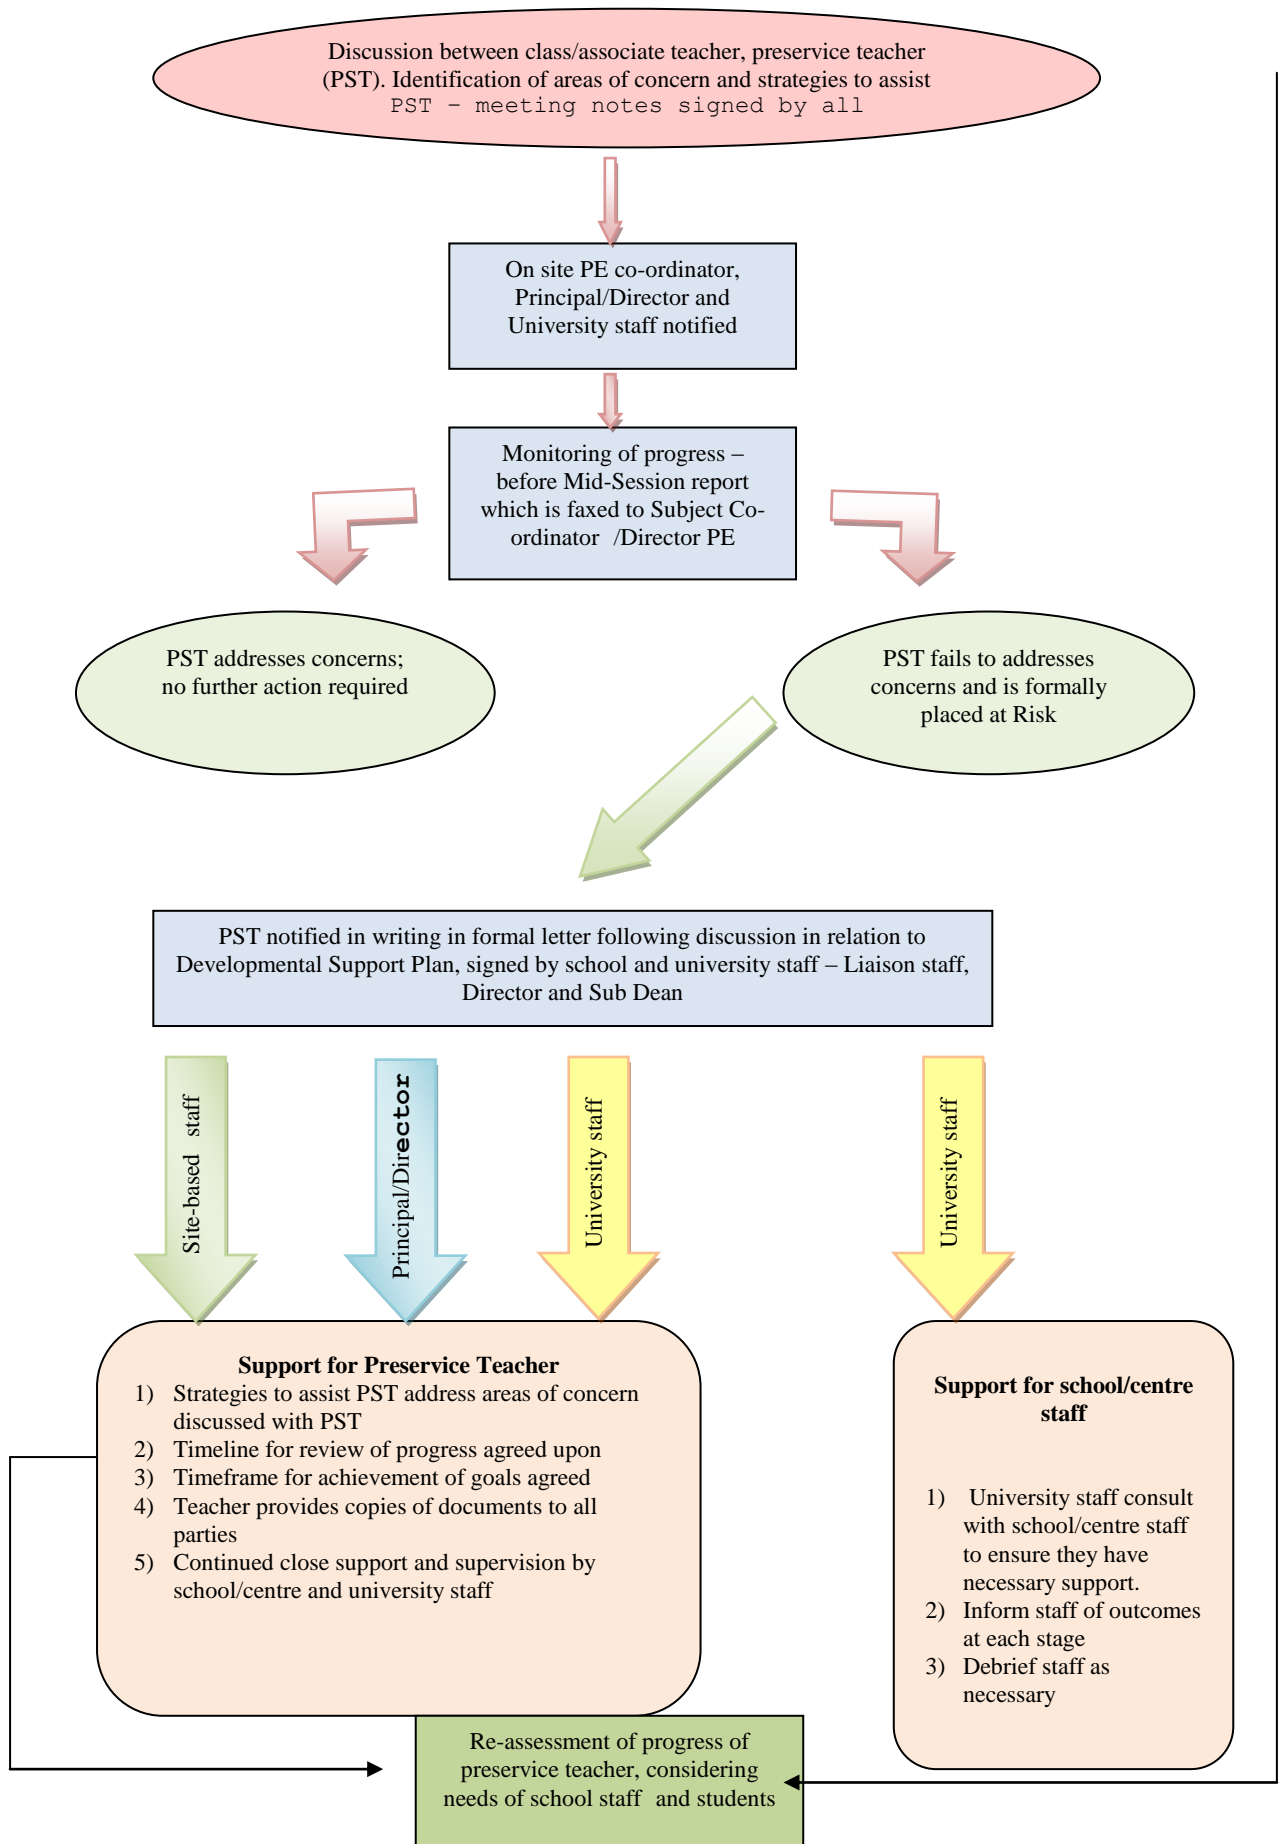 Discussion between class/associate teacher, preservice teacher
(PST). Identification of areas of concern and strategies to assist
PST – meeting notes signed by all
On site PE co-ordinator,
Principal/Director and
University staff notified
Monitoring of progress –
before Mid-Session report
which is faxed to Subject Co-
ordinator /Director PE
PST addresses concerns;
no further action required
PST fails to addresses
concerns and is formally
placed at Risk
PST notified in writing in formal letter following discussion in relation to
Developmental Support Plan, signed by school and university staff – Liaison staff,
Director and Sub Dean
Site-based staff
Principal/Director
University staff
University staff
Support for Preservice Teacher
1) Strategies to assist PST address areas of concern
discussed with PST
2) Timeline for review of progress agreed upon
3) Timeframe for achievement of goals agreed
4) Teacher provides copies of documents to all
parties
5) Continued close support and supervision by
school/centre and university staff
Support for school/centre
staff
1) University staff consult
with school/centre staff
to ensure they have
necessary support.
2) Inform staff of outcomes
at each stage
3) Debrief staff as
necessary
Re-assessment of progress of
preservice teacher, considering
needs of school staff and students